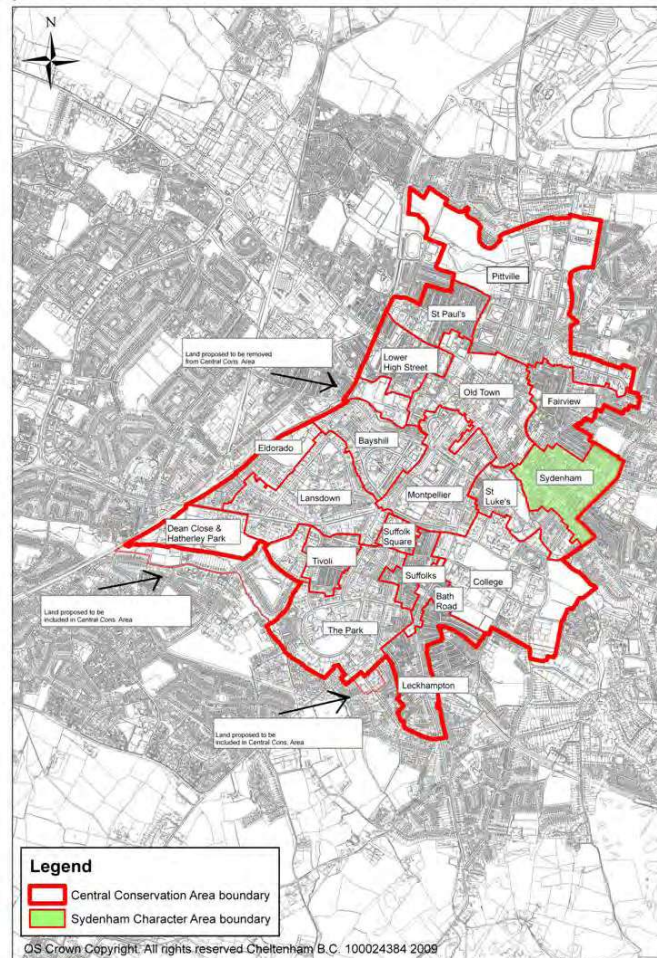 N
Pittville
St Paul's
Land proposed to be removed
from Central Cons. Area
Lower
High Street
Old Town
Fairview
Eldorado
Bayshill
Sydenham
Lansdown
Montpellier
St
Luke's
Dean Close &
Hatherley Park
Suffolk
Square
Tivoli
Suffolks
College
Land proposed to be
included in Central Cons. Area
Bath
Road
The Park
Leckhampton
Land proposed to be
included in Central Cons. Area
Legend
Central Conservation Area boundary
Sydenham Character Area boundary
OS Crown Copyright. All rights reserved Cheltenham B.C. 100024384 2009